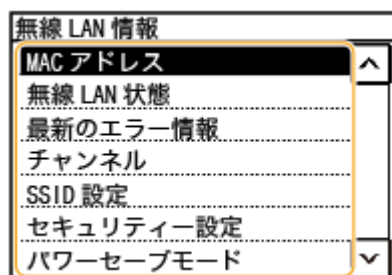 無線 LAN 情報
MAC アドレス
無線 LAN 状態
最新のエラー情報
チャンネル
SSID 設定
セキュリティー設定
パワーセーブモード